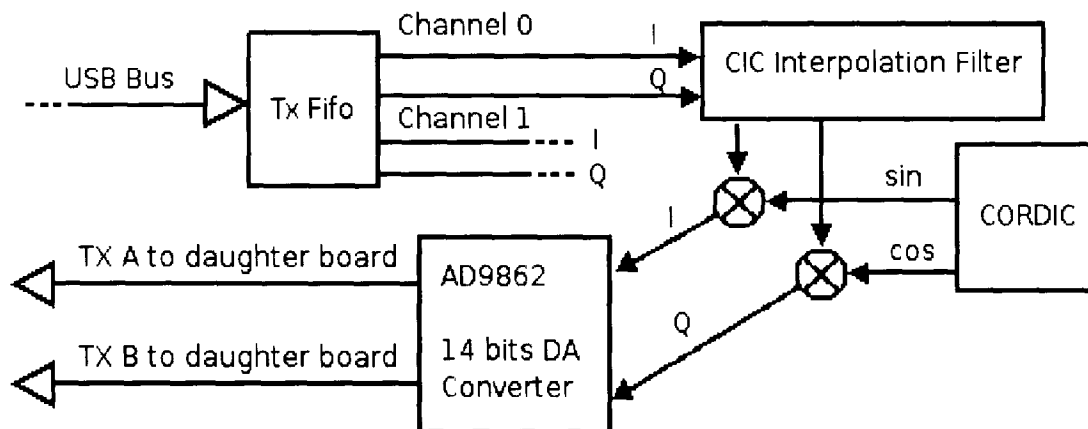 Channel 0
I
USB Bus
Q
CIC Interpolation Filter
Tx Fifo
Channel 1
I
Q
sin
CORDIC
I
TX A to daughter board
cos
AD9862
Q
TX B to daughter board
14 bits DA
Converter